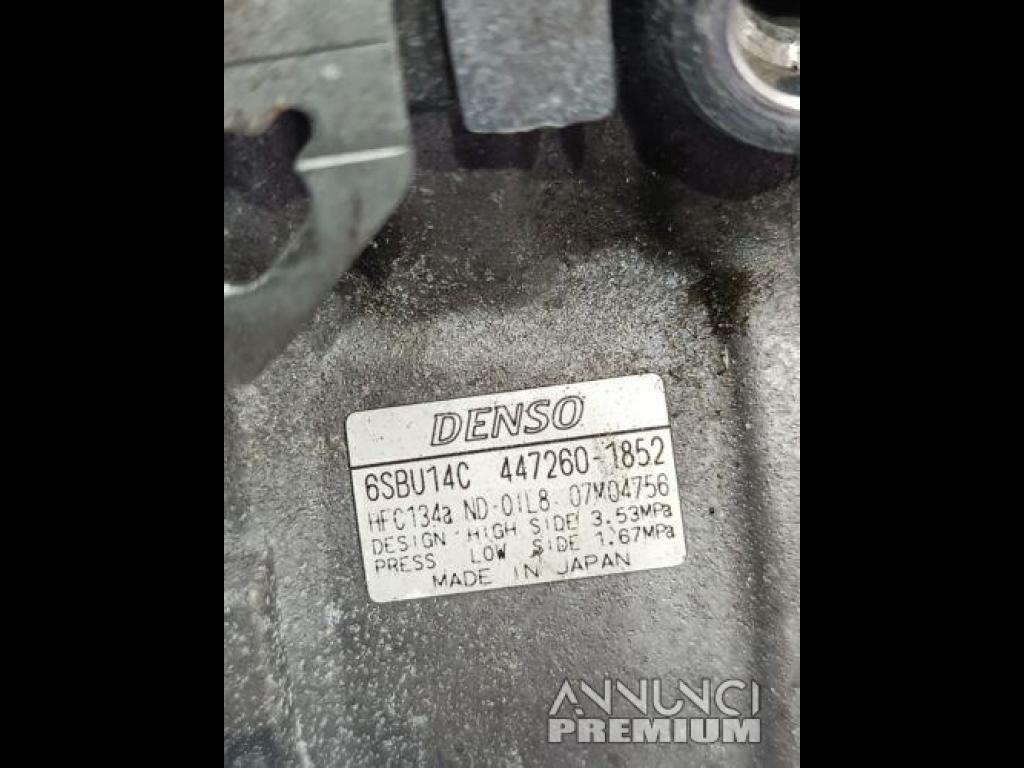 DENSO
6SBU14C 447260-1852
HFC134a ND-OIL8 07M04756
DESIGN HIGH SIDE 3.53MPa
PRESS LOW SIDE 1.67MPa
MADE IN JAPAN
ANNUNCI
PREMIUM